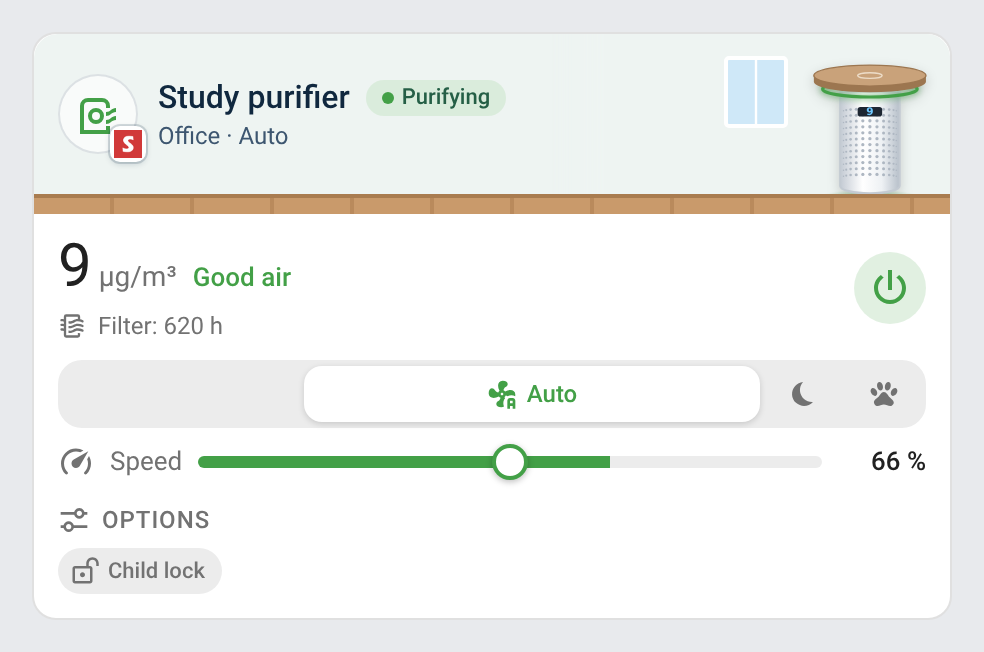 Study purifier
Purifying
Office · Auto
S
9
9 µg/m³ Good air
Filter: 620 h
Auto
Speed 66 %
OPTIONS
Child lock